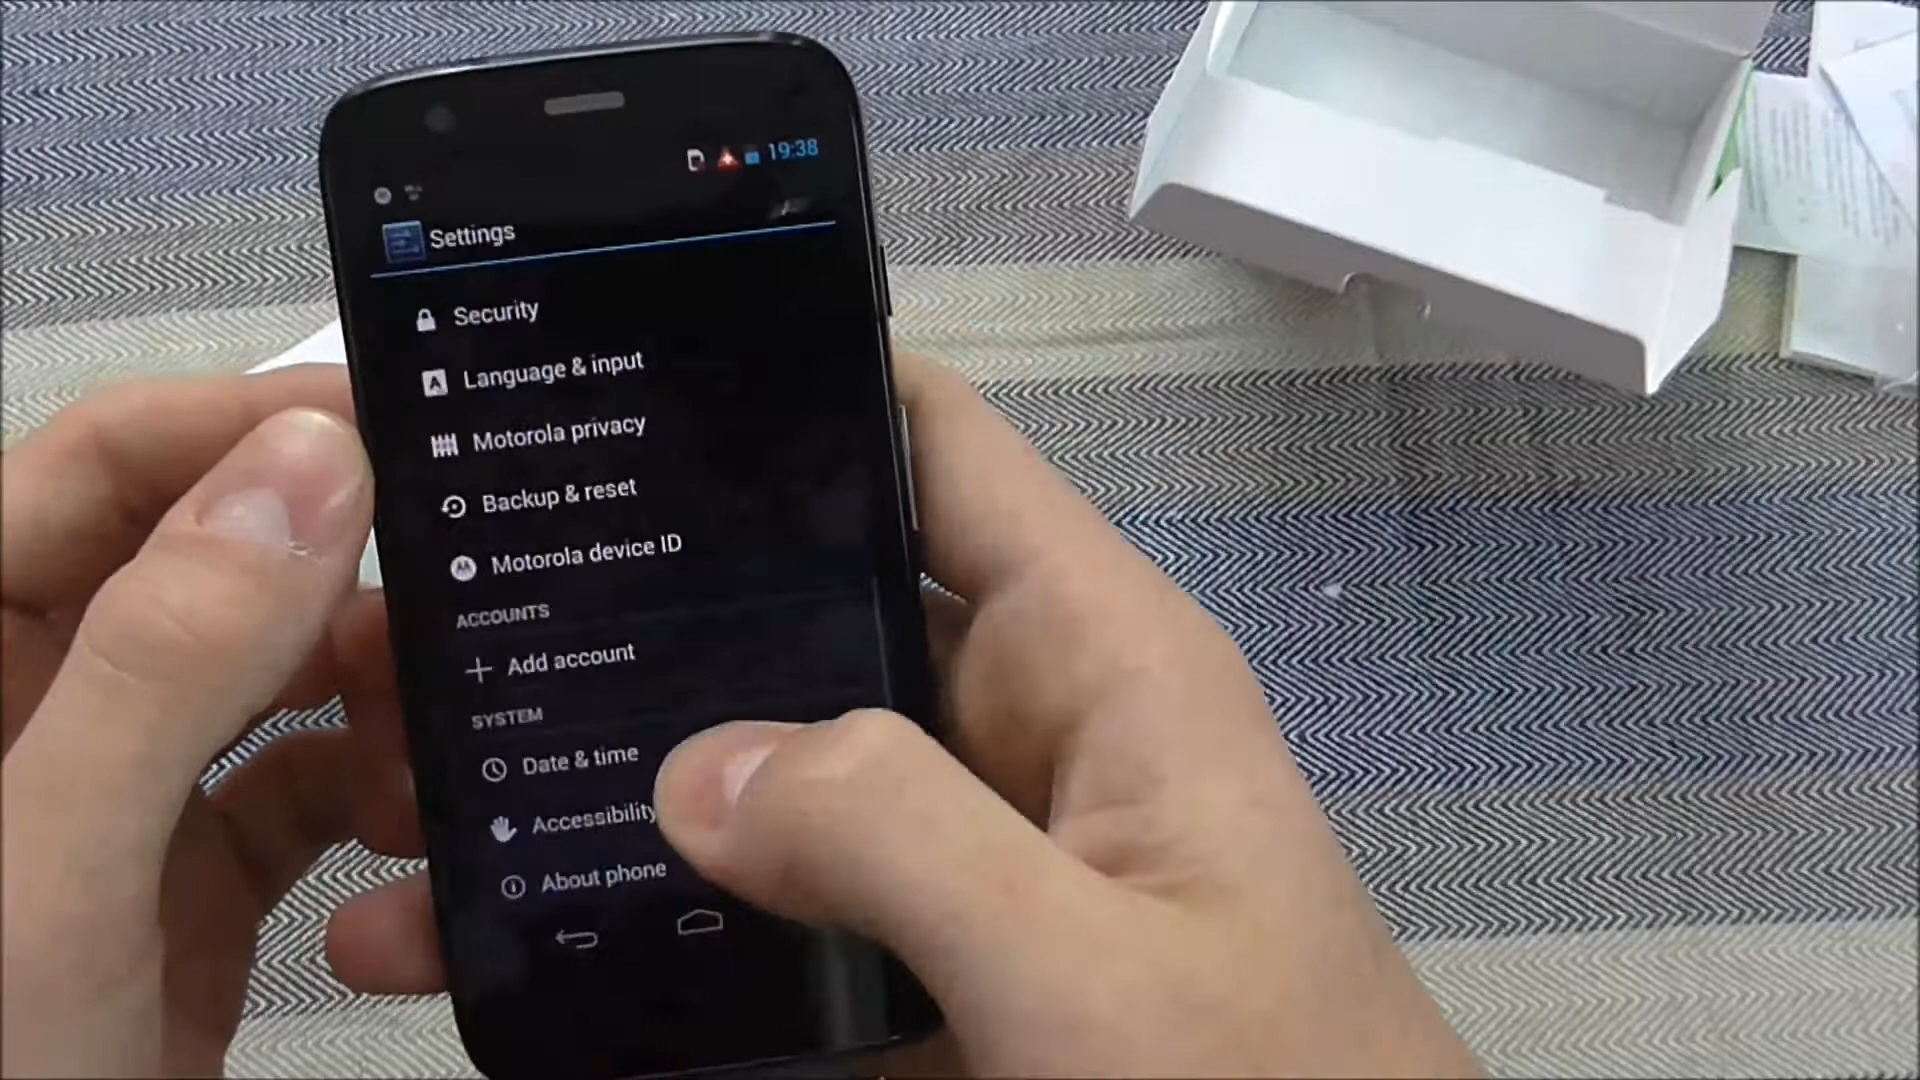 19:38
Settings
Security
Language & input
Motorola privacy
Backup & reset
Motorola device ID
ACCOUNTS
Add account
SYSTEM
Date & time
Accessibility
About phone